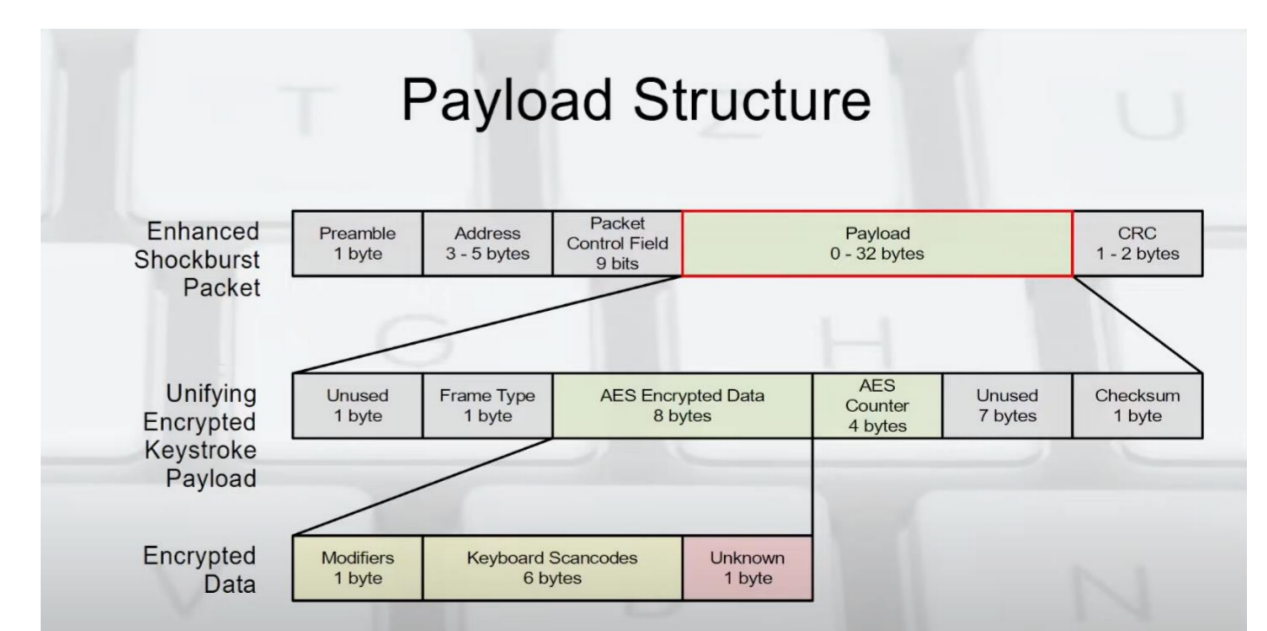 Payload Structure
Enhanced
Shockburst
Packet
Preamble
1 byte
Address
3 - 5 bytes
Packet
Control Field
9 bits
Payload
0 - 32 bytes
CRC
1 - 2 bytes
Unifying
Encrypted
Keystroke
Payload
Unused
1 byte
Frame Type
1 byte
AES Encrypted Data
8 bytes
AES
Counter
4 bytes
Unused
7 bytes
Checksum
1 byte
Encrypted
Data
Modifiers
1 byte
Keyboard Scancodes
6 bytes
Unknown
1 byte
T
Z
U
G
H
V
B
N